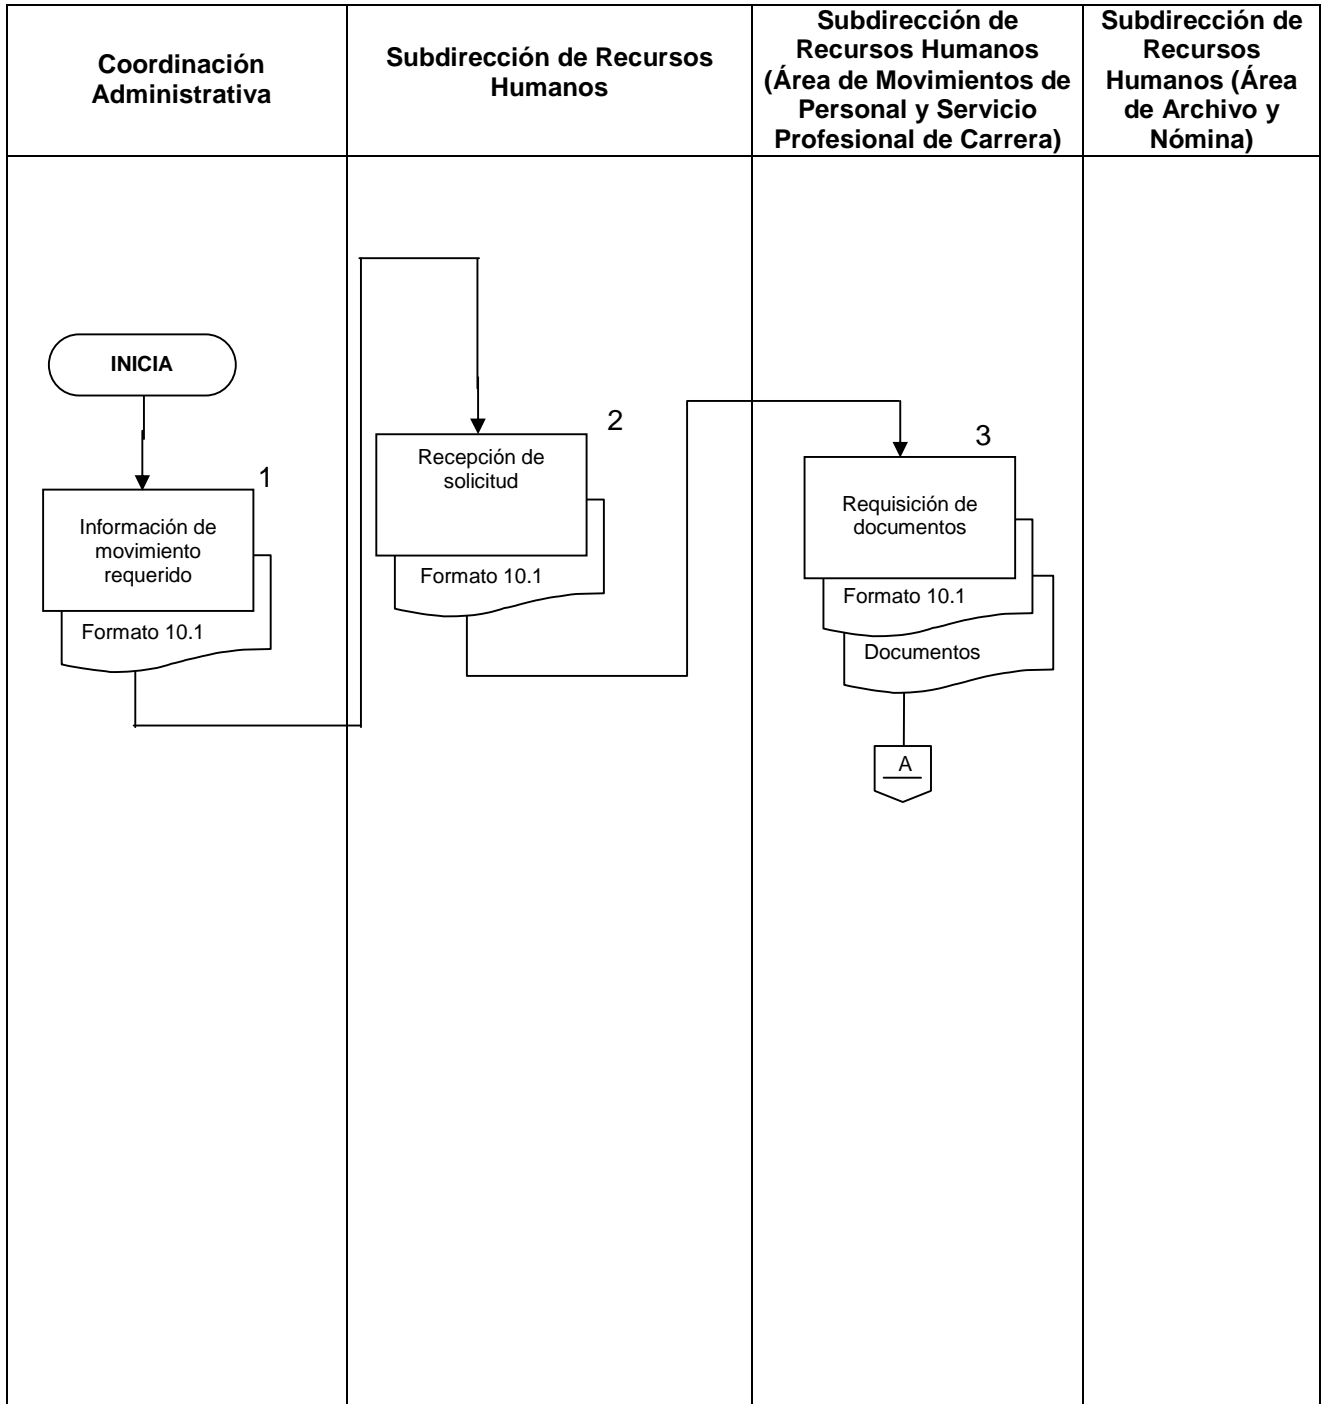 Coordinación
Administrativa
Subdirección de Recursos
Humanos
Subdirección de
Recursos Humanos
(Área de Movimientos de
Personal y Servicio
Profesional de Carrera)
Subdirección de
Recursos
Humanos (Área
de Archivo y
Nómina)
INICIA
1
Información de
movimiento
requerido
Formato 10.1
2
Recepción de
solicitud
Formato 10.1
3
Requisición de
documentos
Formato 10.1
Documentos
A